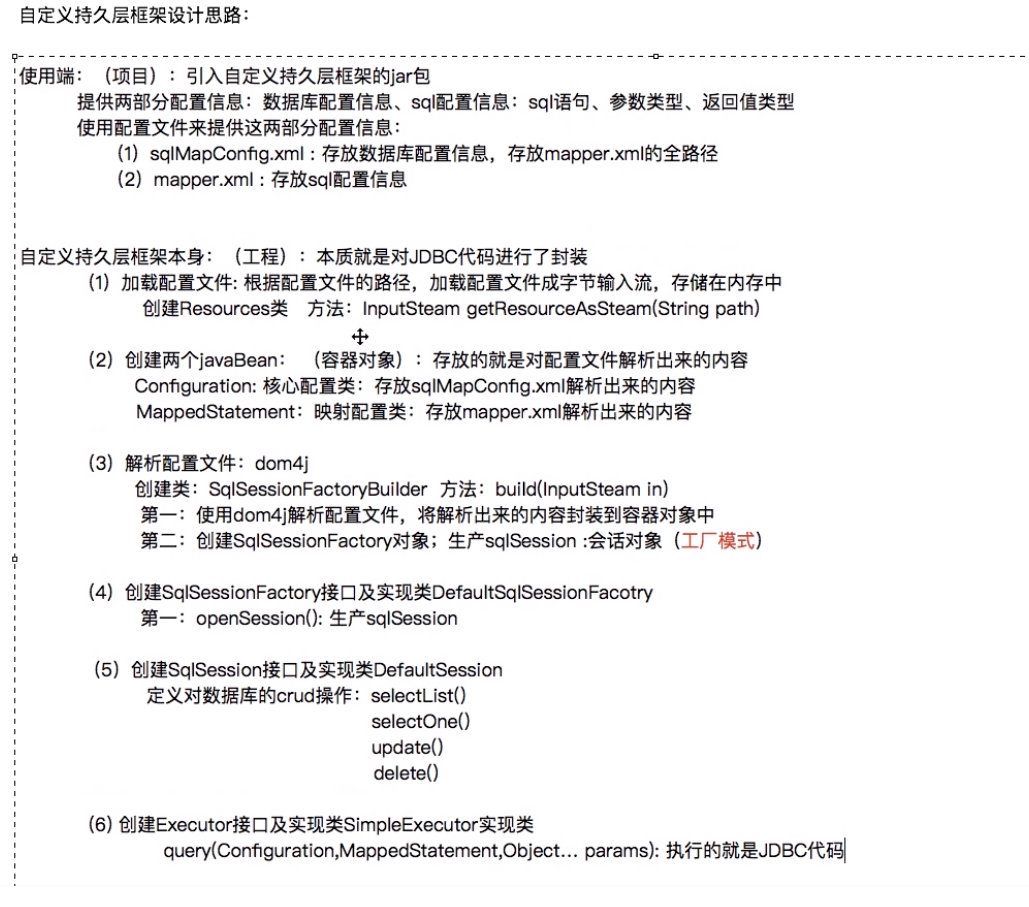 自定义持久层框架设计思路：
使用端：（项目）：引入自定义持久层框架的jar包
提供两部分配置信息：数据库配置信息、sql配置信息：sql语句、参数类型、返回值类型
使用配置文件来提供这两部分配置信息：
（1）sqlMapConfig.xml：存放数据库配置信息，存放mapper.xml的全路径
（2）mapper.xml：存放sql配置信息
自定义持久层框架本身：（工程）：本质就是对JDBC代码进行了封装
（1）加载配置文件: 根据配置文件的路径，加载配置文件成字节输入流，存储在内存中
创建Resources类 方法：InputSteam getResourceAsSteam(String path)
（2）创建两个javaBean：（容器对象）：存放的就是对配置文件解析出来的内容
Configuration: 核心配置类：存放sqlMapConfig.xml解析出来的内容
MappedStatement：映射配置类：存放mapper.xml解析出来的内容
（3）解析配置文件：dom4j
创建类：SqlSessionFactoryBuilder 方法：build(InputSteam in)
第一：使用dom4j解析配置文件，将解析出来的内容封装到容器对象中
第二：创建SqlSessionFactory对象；生产sqlSession :会话对象（工厂模式）
（4）创建SqlSessionFactory接口及实现类DefaultSqlSessionFacotry
第一：openSession(): 生产sqlSession
（5）创建SqlSession接口及实现类DefaultSession
定义对数据库的crud操作：selectList()
selectOne()
update()
delete()
(6) 创建Executor接口及实现类SimpleExecutor实现类
query(Configuration,MappedStatement,Object... params): 执行的就是JDBC代码